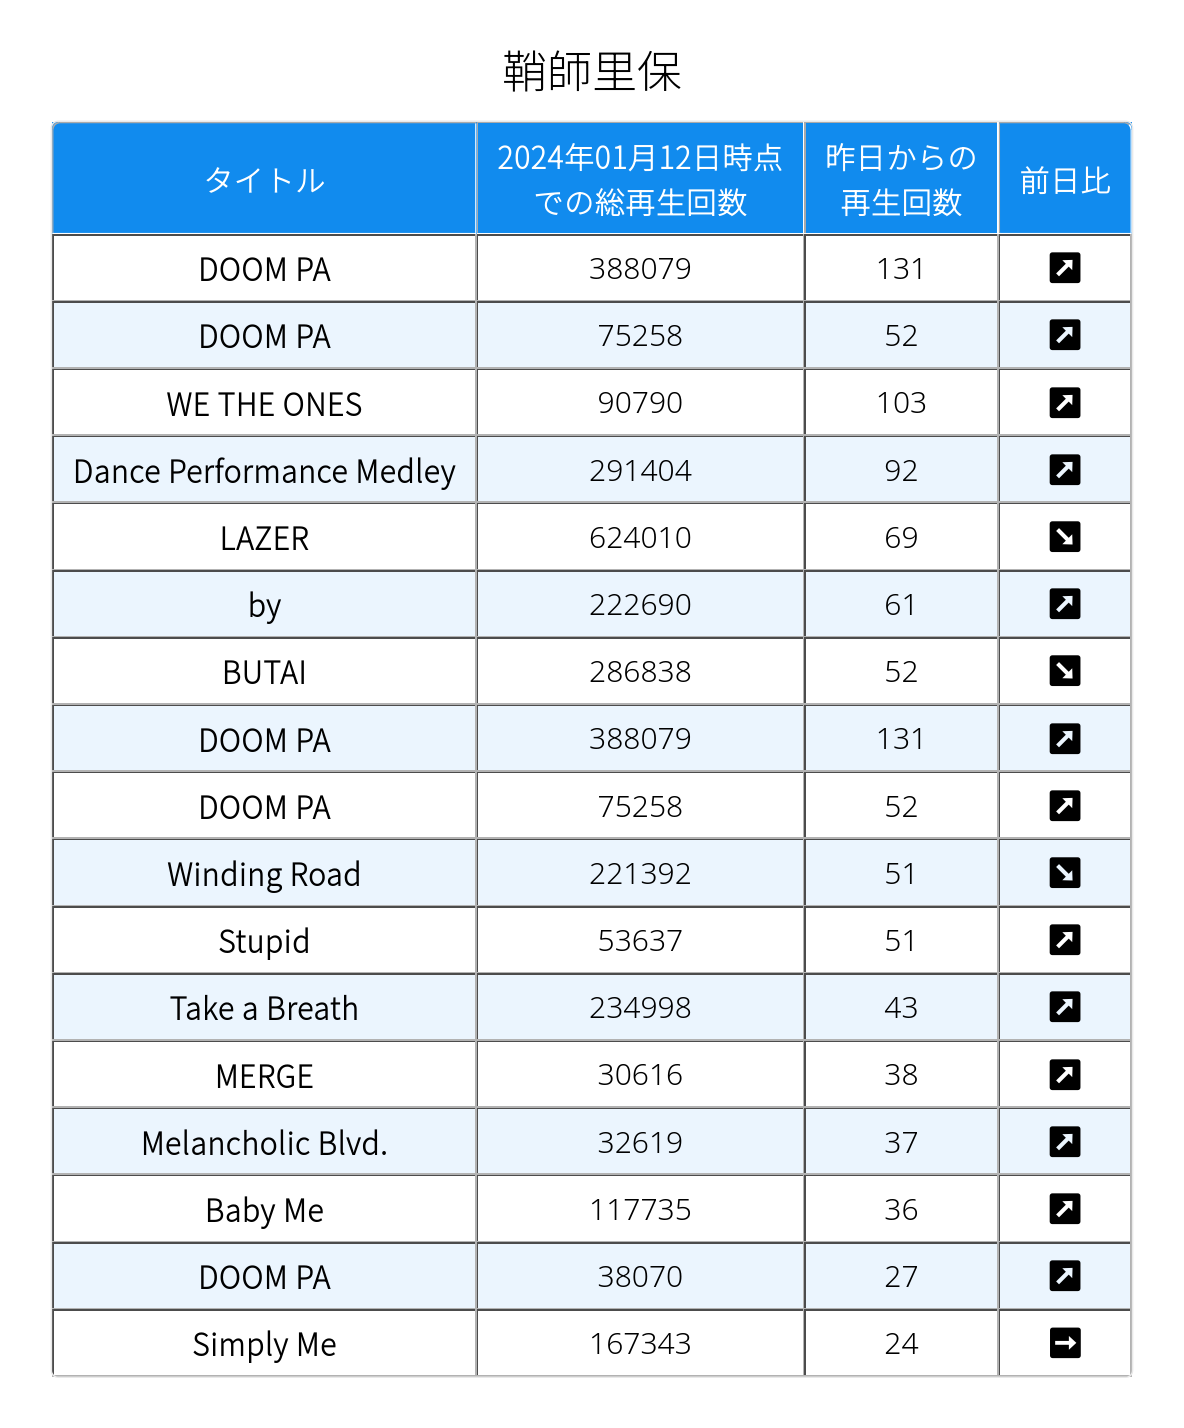 鞘師里保
タイトル
2024年01月12日時点
での総再生回数
昨日からの
再生回数
前日比
DOOM PA 388079 131 ↗
DOOM PA 75258 52 ↗
WE THE ONES 90790 103 ↗
Dance Performance Medley 291404 92 ↗
LAZER 624010 69 ↘
by 222690 61 ↗
BUTAI 286838 52 ↘
DOOM PA 388079 131 ↗
DOOM PA 75258 52 ↗
Winding Road 221392 51 ↘
Stupid 53637 51 ↗
Take a Breath 234998 43 ↗
MERGE 30616 38 ↗
Melancholic Blvd. 32619 37 ↗
Baby Me 117735 36 ↗
DOOM PA 38070 27 ↗
Simply Me 167343 24 →